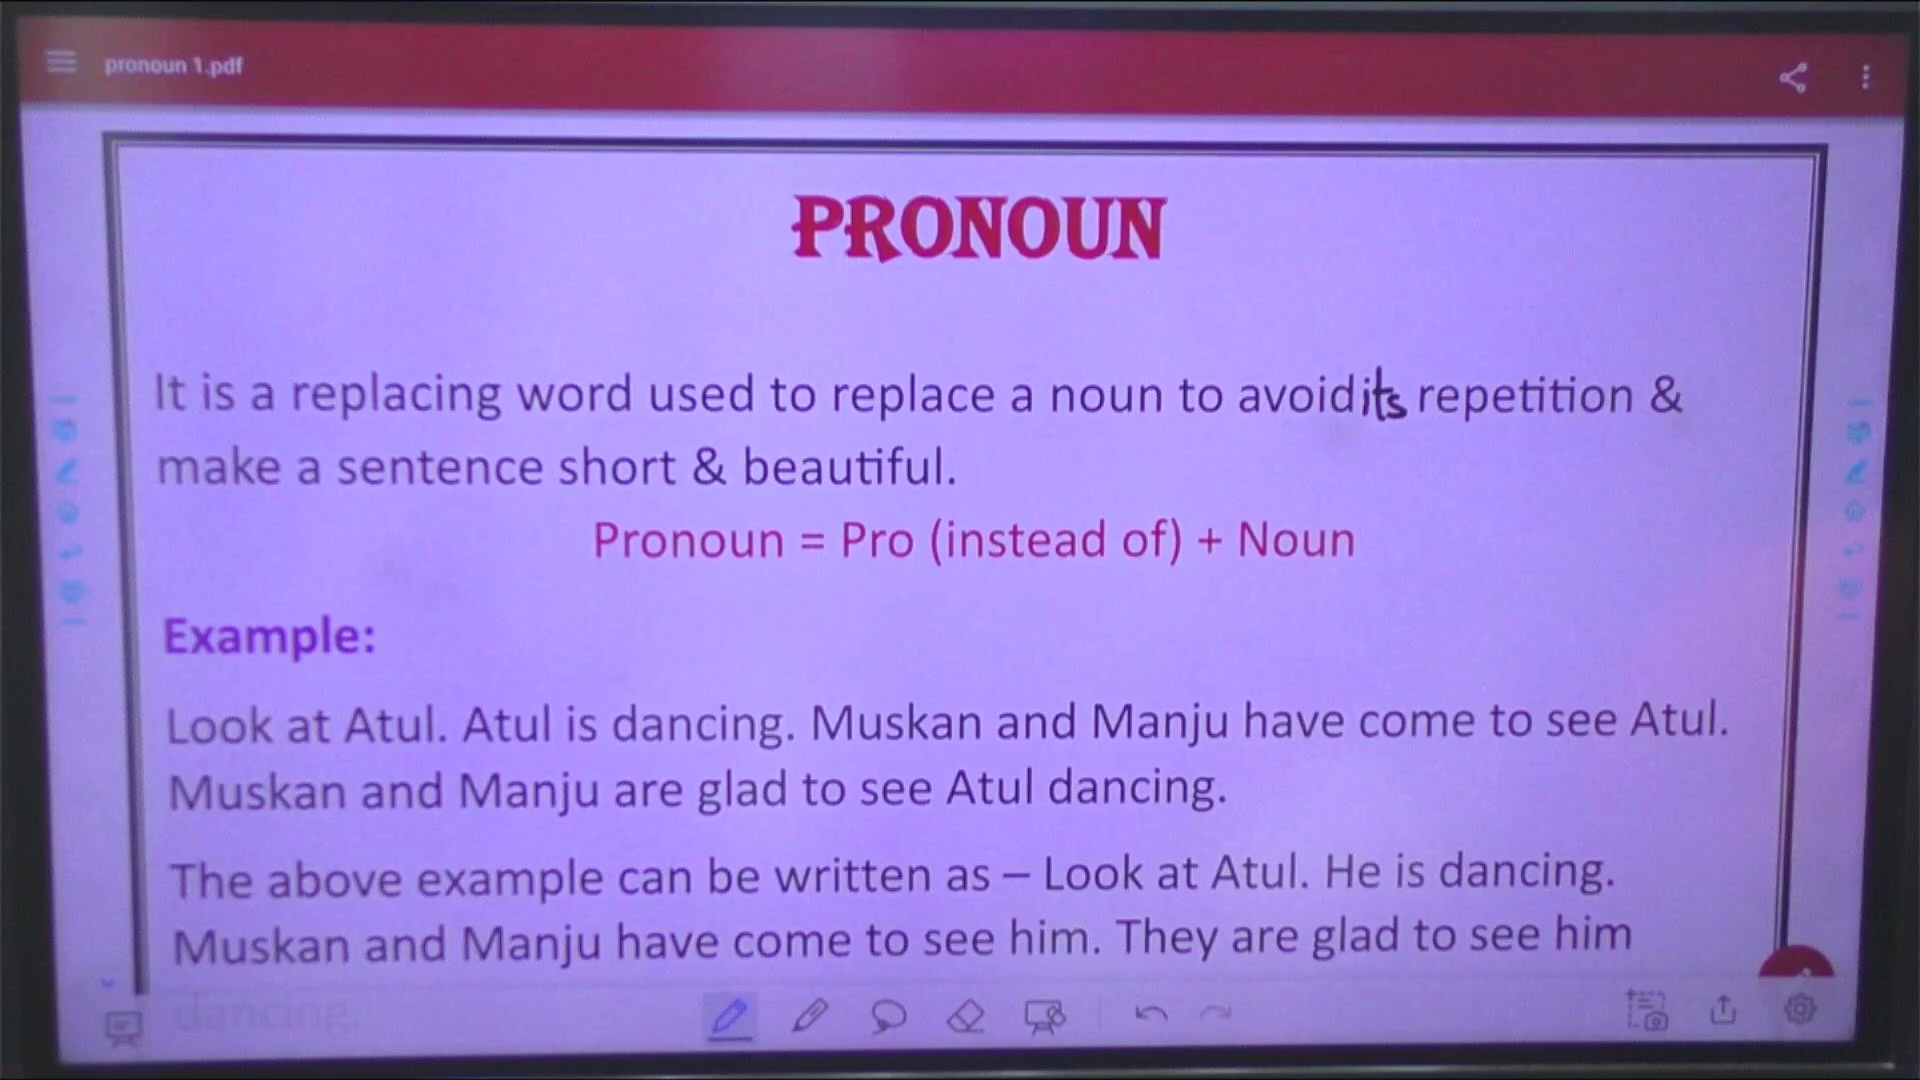 pronoun 1.pdf
PRONOUN
It is a replacing word used to replace a noun to avoid its repetition &
make a sentence short & beautiful.
Pronoun = Pro (instead of) + Noun
Example:
Look at Atul. Atul is dancing. Muskan and Manju have come to see Atul.
Muskan and Manju are glad to see Atul dancing.
The above example can be written as – Look at Atul. He is dancing.
Muskan and Manju have come to see him. They are glad to see him
dancing.